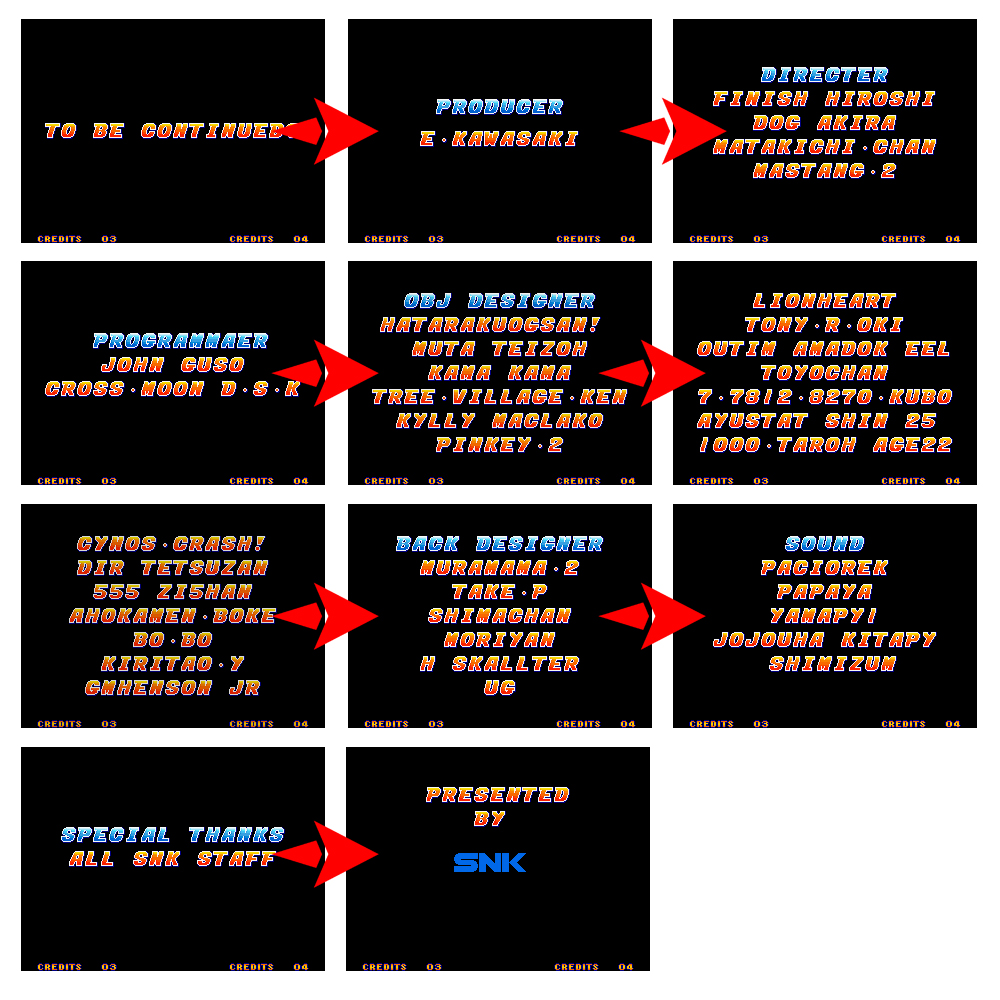 TO BE CONTINUED
CREDITS 03 CREDITS 04
PRODUCER
E·KAWASAKI
CREDITS 03 CREDITS 04
DIRECTER
FINISH HIROSHI
DOG AKIRA
MATAKICHI·CHAN
MASTANG·2
CREDITS 03 CREDITS 04
PROGRAMMAER
JOHN GUSO
CROSS·MOON D·S·K
CREDITS 03 CREDITS 04
OBJ DESIGNER
HATARAKUOGSAN!
MUTA TEIZOH
KAMA KAMA
TREE·VILLAGE·KEN
KYLLY MACLAKO
PINKEY·2
CREDITS 03 CREDITS 04
LIONHEART
TONY·R·OKI
OUTIM AMADOK EEL
TOYOCHAN
7·7812·8270·KUBO
AYUSTAT SHIN 25
1000·TAROH AGE22
CREDITS 03 CREDITS 04
CYNOS·CRASH!
DIR TETSUZAN
555 ZI5HAN
AHOKAMEN·BOKE
BO·BO
KIRITAO·Y
GMHENSON JR
CREDITS 03 CREDITS 04
BACK DESIGNER
MURAMAMA·2
TAKE·P
SHIMACHAN
MORIYAN
H SKALLTER
UG
CREDITS 03 CREDITS 04
SOUND
PACIOREK
PAPAYA
YAMAPY1
JOJOUHA KITAPY
SHIMIZUM
CREDITS 03 CREDITS 04
SPECIAL THANKS
ALL SNK STAFF
CREDITS 03 CREDITS 04
PRESENTED
BY
SNK
CREDITS 03 CREDITS 04